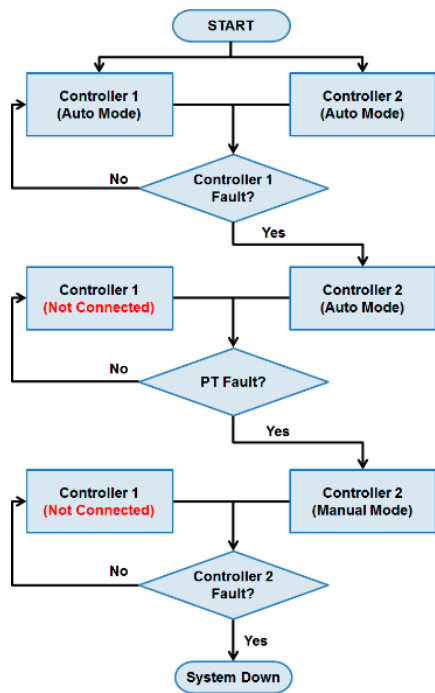 START
Controller 1
(Auto Mode)
Controller 2
(Auto Mode)
Controller 1
Fault?
No
Yes
Controller 1
(Not Connected)
Controller 2
(Auto Mode)
PT Fault?
No
Yes
Controller 1
(Not Connected)
Controller 2
(Manual Mode)
Controller 2
Fault?
No
Yes
System Down